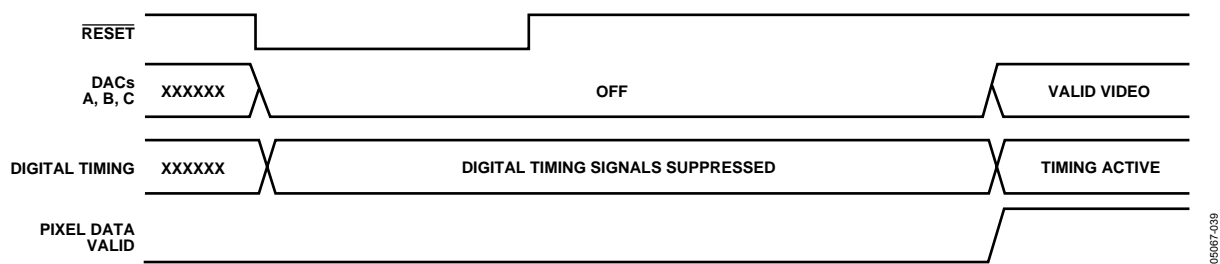 RESET
DACs
A, B, C
XXXXXX
OFF
VALID VIDEO
DIGITAL TIMING
XXXXXX
DIGITAL TIMING SIGNALS SUPPRESSED
TIMING ACTIVE
PIXEL DATA
VALID
05067-039